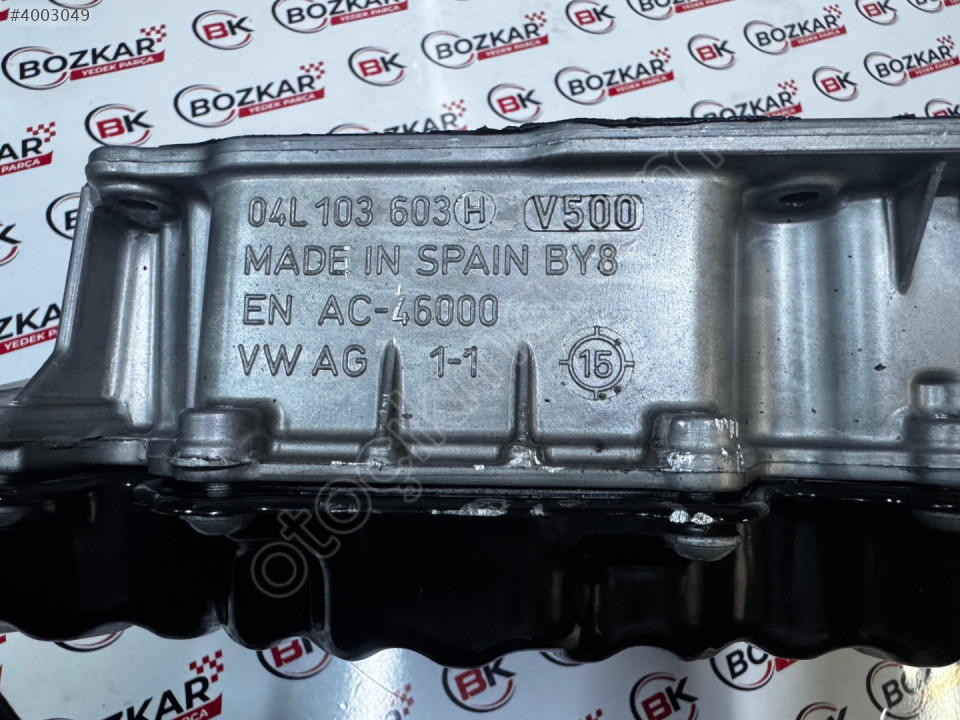 #4003049
BOZKAR
YEDEK PARÇA
BK
04L 103 603 H V500
MADE IN SPAIN BY8
EN AC-46000
VW AG 1-1 15